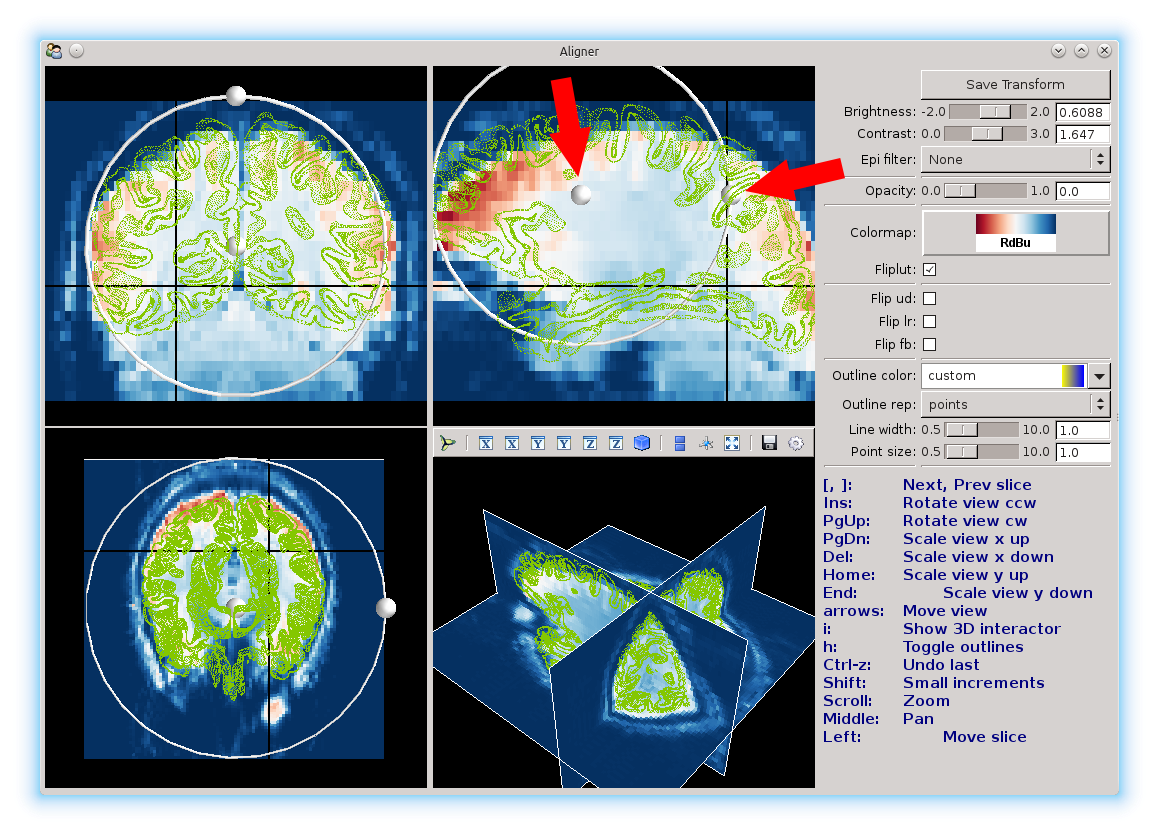 Aligner
Save Transform
Brightness: -2.0 2.0 0.6088
Contrast: 0.0 3.0 1.647
Epi filter: None
Opacity: 0.0 1.0 0.0
Colormap: RdBu
Fliplut:
Flip ud:
Flip lr:
Flip fb:
Outline color: custom
Outline rep: points
Line width: 0.5 10.0 1.0
Point size: 0.5 10.0 1.0
X X Y Y Z Z
[, ]: Next, Prev slice
Ins: Rotate view ccw
PgUp: Rotate view cw
PgDn: Scale view x up
Del: Scale view x down
Home: Scale view y up
End: Scale view y down
arrows: Move view
i: Show 3D interactor
h: Toggle outlines
Ctrl-z: Undo last
Shift: Small increments
Scroll: Zoom
Middle: Pan
Left: Move slice